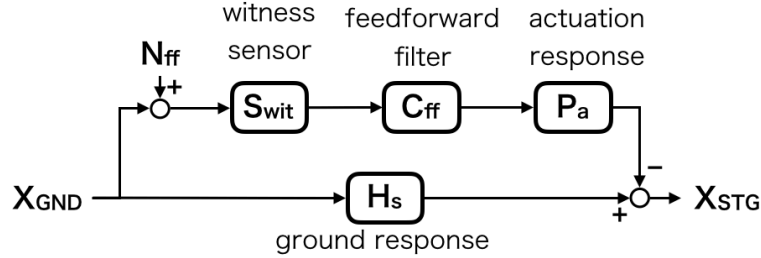 witness
sensor
feedforward
filter
actuation
response
Nff
+
Swit
Cff
Pa
−
XGND
Hs
+
XSTG
ground response